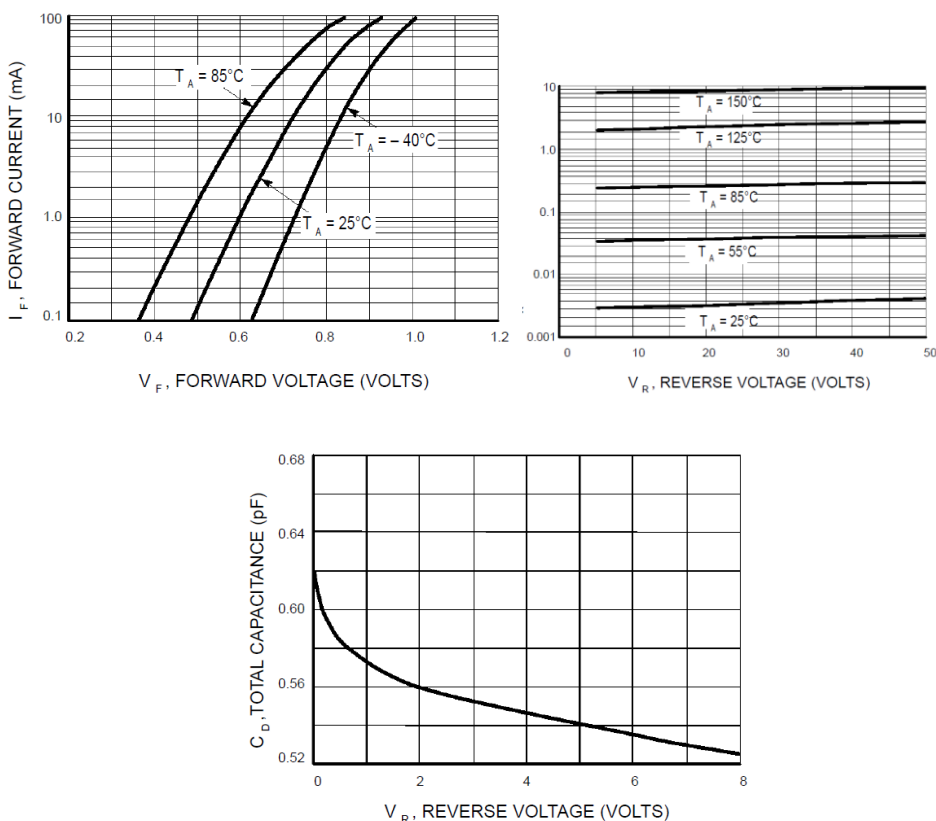 I F, FORWARD CURRENT (mA)
100
10
1.0
0.1
T A = 85°C
T A = – 40°C
T A = 25°C
0.2 0.4 0.6 0.8 1.0 1.2
V F, FORWARD VOLTAGE (VOLTS)
10
1.0
0.1
0.01
0.001
T A = 150°C
T A = 125°C
T A = 85°C
T A = 55°C
T A = 25°C
0 10 20 30 40 50
V R, REVERSE VOLTAGE (VOLTS)
C D, TOTAL CAPACITANCE (pF)
0.68
0.64
0.60
0.56
0.52
0 2 4 6 8
V R, REVERSE VOLTAGE (VOLTS)